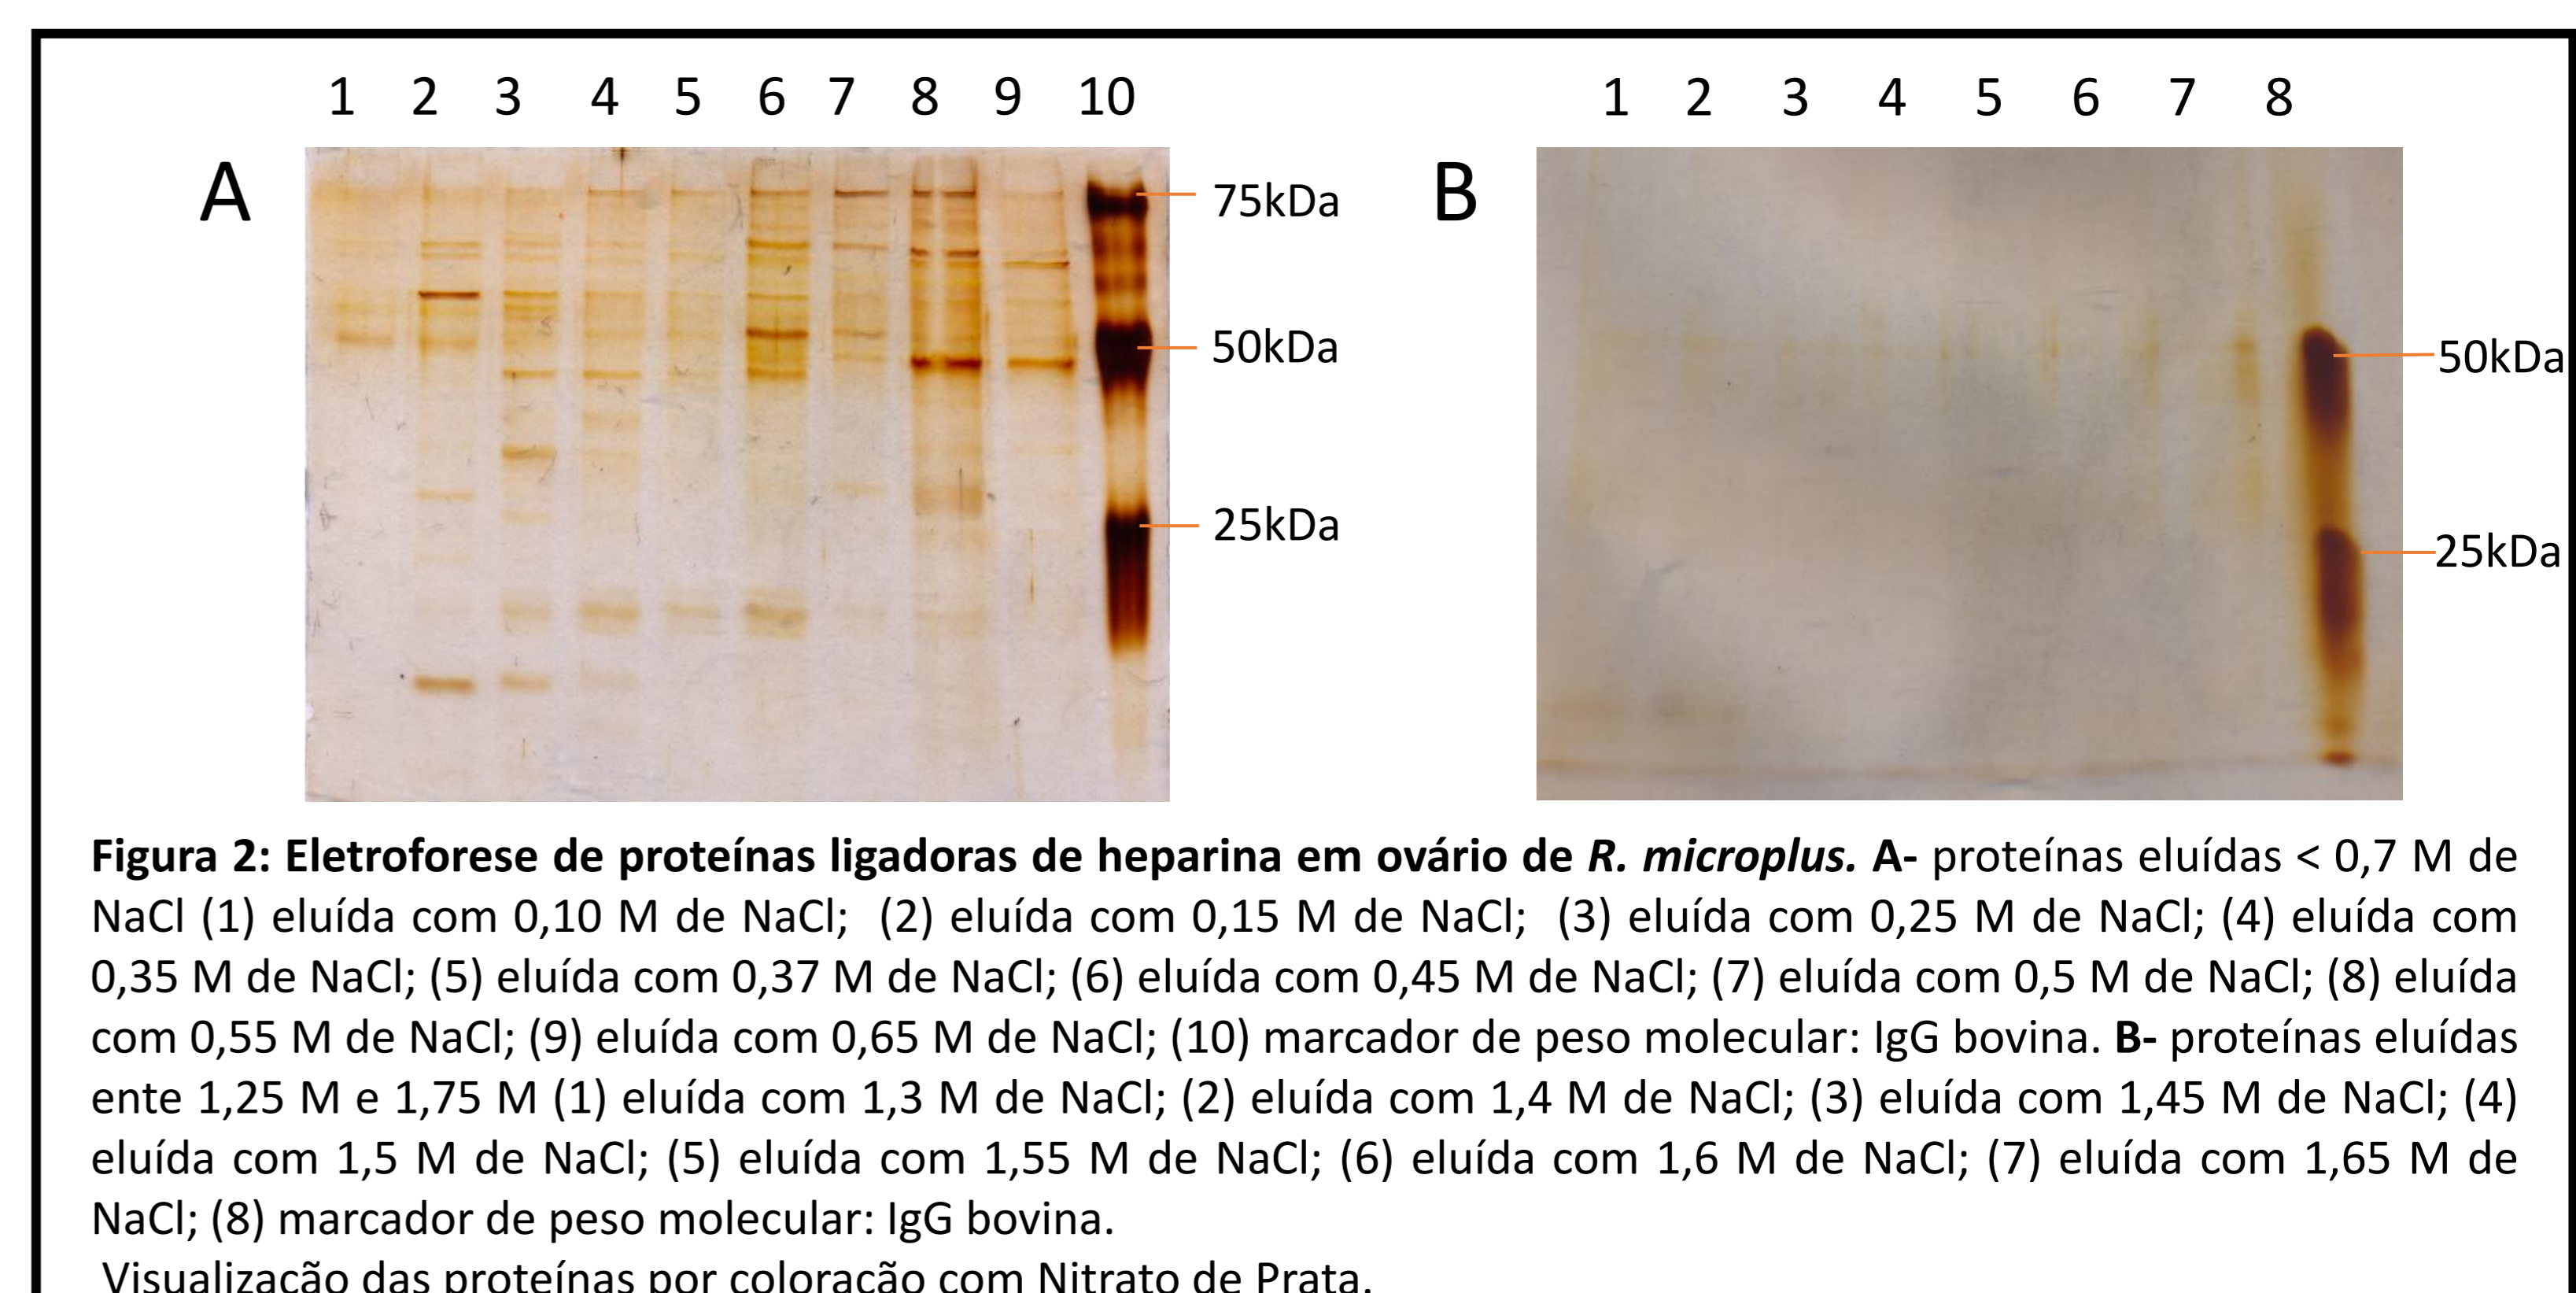 1 2 3 4 5 6 7 8 9 10
1 2 3 4 5 6 7 8
A
75kDa
50kDa
25kDa
B
50kDa
25kDa
Figura 2: Eletroforese de proteínas ligadoras de heparina em ovário de R. microplus. A- proteínas eluídas < 0,7 M de
NaCl (1) eluída com 0,10 M de NaCl; (2) eluída com 0,15 M de NaCl; (3) eluída com 0,25 M de NaCl; (4) eluída com
0,35 M de NaCl; (5) eluída com 0,37 M de NaCl; (6) eluída com 0,45 M de NaCl; (7) eluída com 0,5 M de NaCl; (8) eluída
com 0,55 M de NaCl; (9) eluída com 0,65 M de NaCl; (10) marcador de peso molecular: IgG bovina. B- proteínas eluídas
ente 1,25 M e 1,75 M (1) eluída com 1,3 M de NaCl; (2) eluída com 1,4 M de NaCl; (3) eluída com 1,45 M de NaCl; (4)
eluída com 1,5 M de NaCl; (5) eluída com 1,55 M de NaCl; (6) eluída com 1,6 M de NaCl; (7) eluída com 1,65 M de
NaCl; (8) marcador de peso molecular: IgG bovina.
Visualização das proteínas por coloração com Nitrato de Prata.